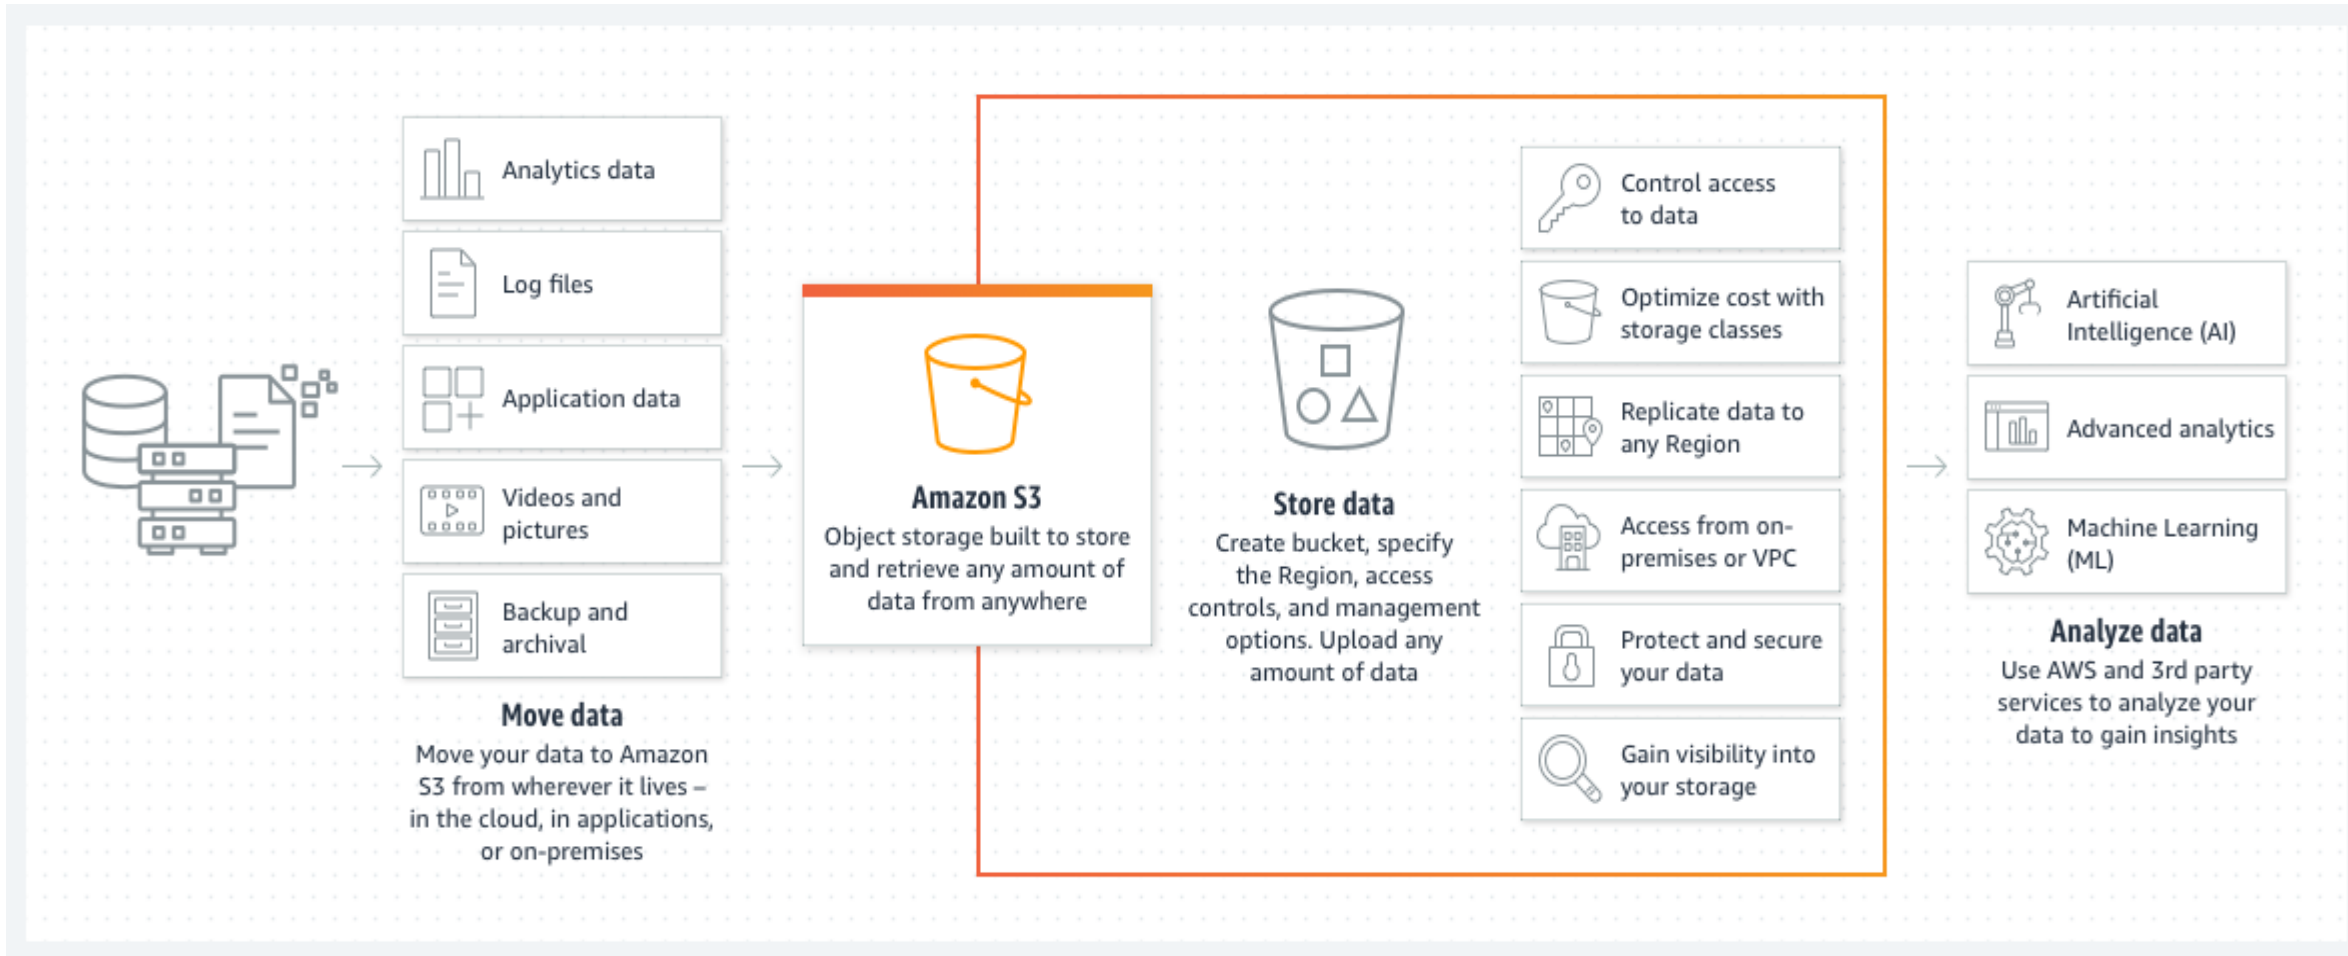 Analytics data
Log files
Application data
Videos and
pictures
Backup and
archival
Move data
Move your data to Amazon
S3 from wherever it lives –
in the cloud, in applications,
or on-premises
Amazon S3
Object storage built to store
and retrieve any amount of
data from anywhere
Store data
Create bucket, specify
the Region, access
controls, and management
options. Upload any
amount of data
Control access
to data
Optimize cost with
storage classes
Replicate data to
any Region
Access from on-
premises or VPC
Protect and secure
your data
Gain visibility into
your storage
Artificial
Intelligence (AI)
Advanced analytics
Machine Learning
(ML)
Analyze data
Use AWS and 3rd party
services to analyze your
data to gain insights